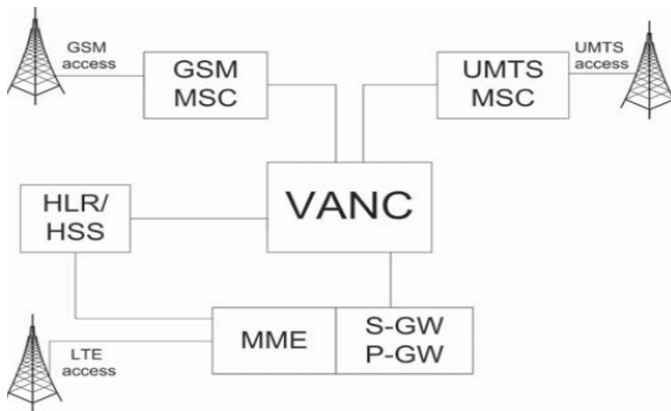 GSM
access
GSM
MSC
UMTS
MSC
UMTS
access
HLR/
HSS
VANC
MME
S-GW
P-GW
LTE
access